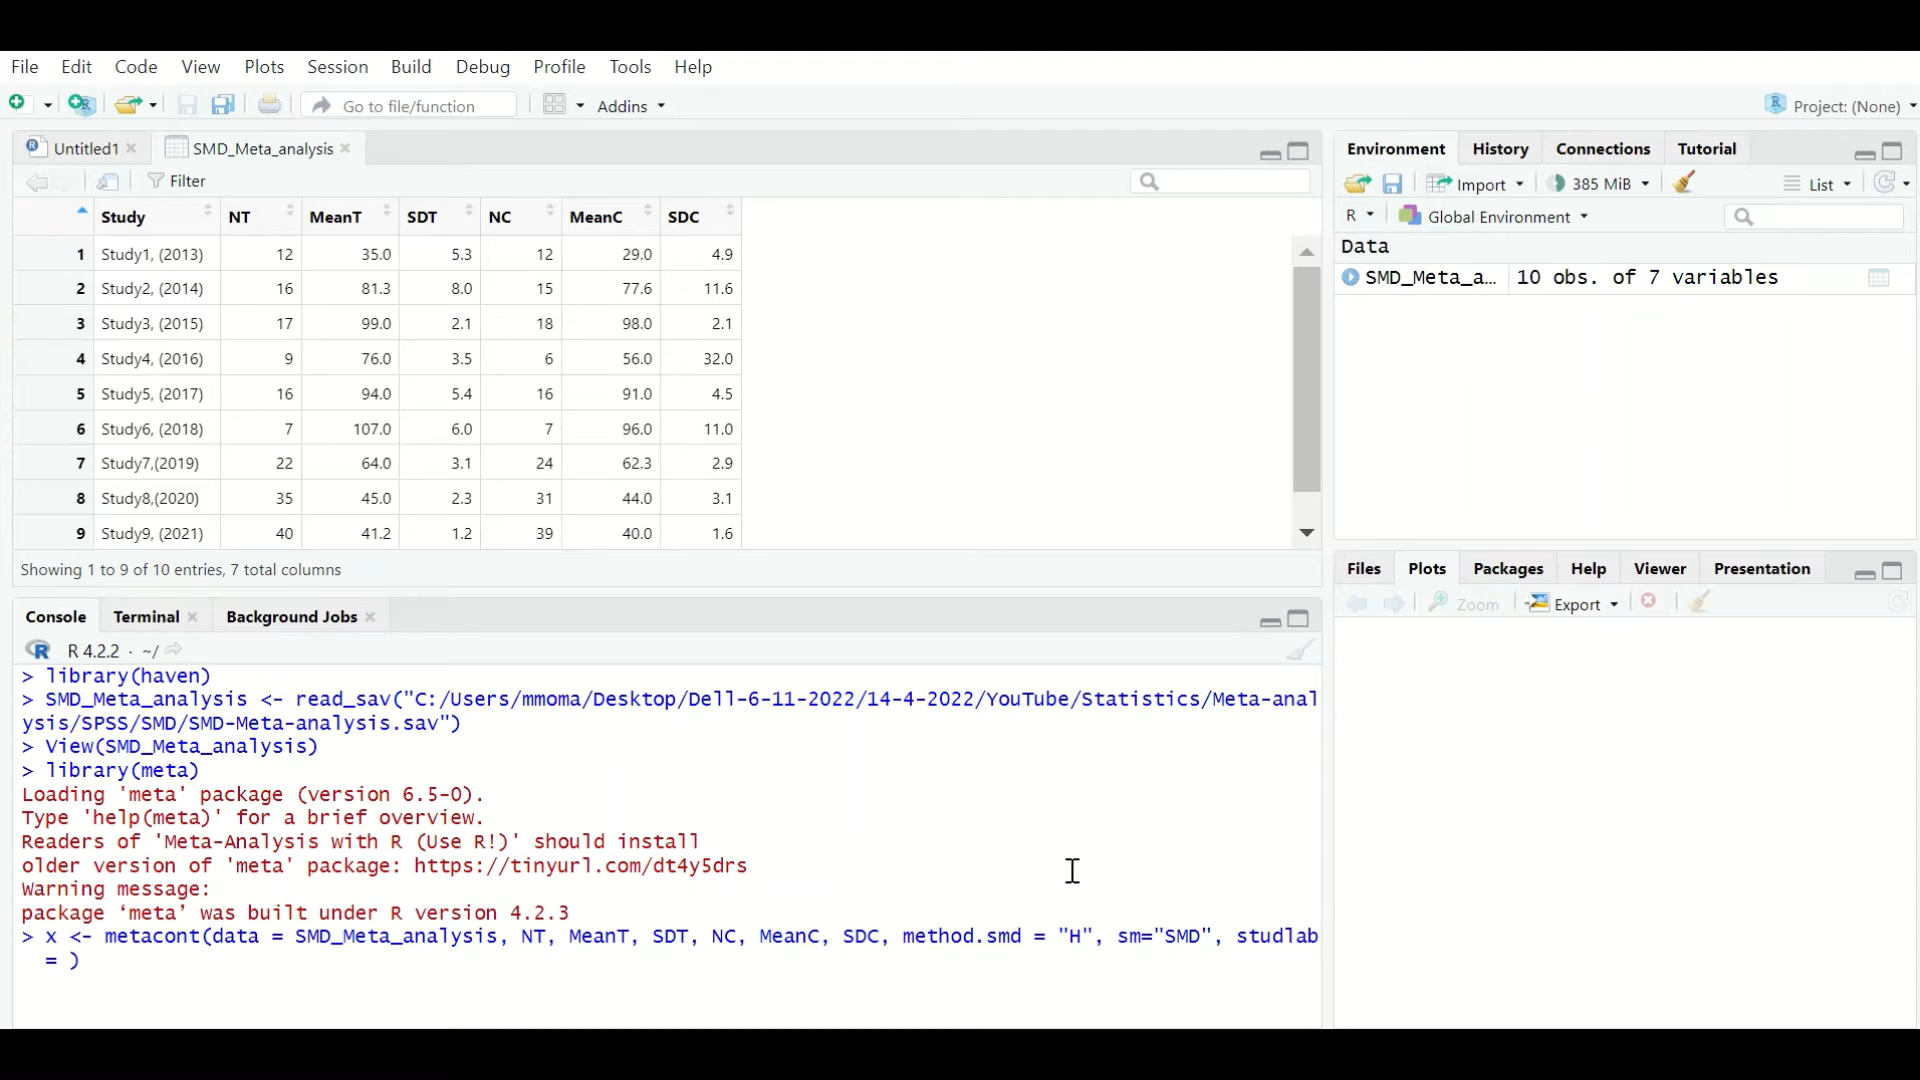 File Edit Code View Plots Session Build Debug Profile Tools Help
Go to file/function Addins Project: (None)
Untitled1 SMD_Meta_analysis
Filter
Study NT MeanT SDT NC MeanC SDC
1 Study1, (2013) 12 35.0 5.3 12 29.0 4.9
2 Study2, (2014) 16 81.3 8.0 15 77.6 11.6
3 Study3, (2015) 17 99.0 2.1 18 98.0 2.1
4 Study4, (2016) 9 76.0 3.5 6 56.0 32.0
5 Study5, (2017) 16 94.0 5.4 16 91.0 4.5
6 Study6, (2018) 7 107.0 6.0 7 96.0 11.0
7 Study7,(2019) 22 64.0 3.1 24 62.3 2.9
8 Study8,(2020) 35 45.0 2.3 31 44.0 3.1
9 Study9, (2021) 40 41.2 1.2 39 40.0 1.6
Showing 1 to 9 of 10 entries, 7 total columns
Console Terminal Background Jobs
R 4.2.2 · ~/
> library(haven)
> SMD_Meta_analysis <- read_sav("C:/Users/mmoma/Desktop/Dell-6-11-2022/14-4-2022/YouTube/Statistics/Meta-anal
ysis/SPSS/SMD/SMD-Meta-analysis.sav")
> View(SMD_Meta_analysis)
> library(meta)
Loading 'meta' package (version 6.5-0).
Type 'help(meta)' for a brief overview.
Readers of 'Meta-Analysis with R (Use R!)' should install
older version of 'meta' package: https://tinyurl.com/dt4y5drs
Warning message:
package ‘meta’ was built under R version 4.2.3
> x <- metacont(data = SMD_Meta_analysis, NT, MeanT, SDT, NC, MeanC, SDC, method.smd = "H", sm="SMD", studlab
= )
Environment History Connections Tutorial
Import 385 MiB List
R Global Environment
Data
SMD_Meta_a… 10 obs. of 7 variables
Files Plots Packages Help Viewer Presentation
Zoom Export